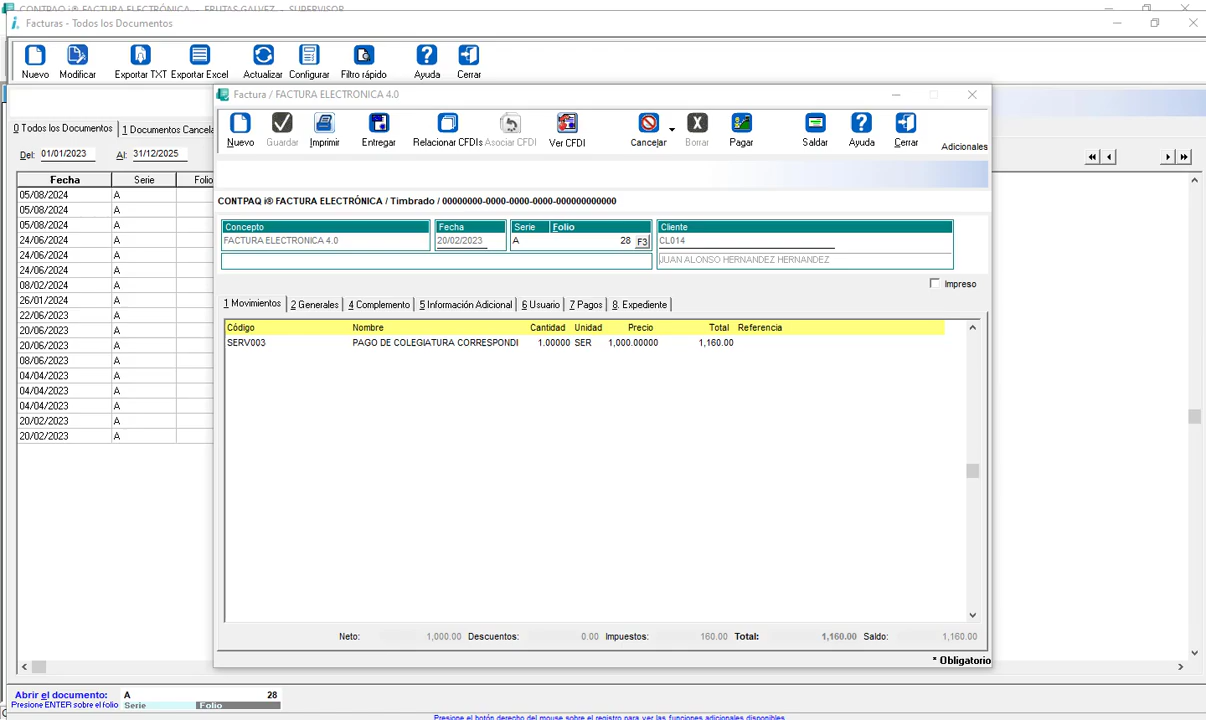 CONTPAQ i® FACTURA ELECTRÓNICA - FRUTAS GALVEZ - SUPERVISOR
Facturas - Todos los Documentos
Nuevo Modificar Exportar TXT Exportar Excel Actualizar Configurar Filtro rápido Ayuda Cerrar
Factura / FACTURA ELECTRONICA 4.0
Nuevo Guardar Imprimir Entregar Relacionar CFDIs Asociar CFDI Ver CFDI Cancelar Borrar Pagar Saldar Ayuda Cerrar Adicionales
0 Todos los Documentos 1 Documentos Cancela
Del: 01/01/2023 Al: 31/12/2025
Fecha Serie Folio
05/08/2024 A
05/08/2024 A
05/08/2024 A
24/06/2024 A
24/06/2024 A
24/06/2024 A
08/02/2024 A
26/01/2024 A
22/06/2023 A
20/06/2023 A
20/06/2023 A
08/06/2023 A
04/04/2023 A
04/04/2023 A
04/04/2023 A
20/02/2023 A
20/02/2023 A
CONTPAQ i® FACTURA ELECTRÓNICA / Timbrado / 00000000-0000-0000-0000-000000000000
Concepto Fecha Serie Folio Cliente
FACTURA ELECTRONICA 4.0 20/02/2023 A 28 F3 CL014
JUAN ALONSO HERNANDEZ HERNANDEZ
Impreso
1 Movimientos 2 Generales 4 Complemento 5 Información Adicional 6 Usuario 7 Pagos 8. Expediente
Código Nombre Cantidad Unidad Precio Total Referencia
SERV003 PAGO DE COLEGIATURA CORRESPONDI 1.00000 SER 1,000.00000 1,160.00
Neto: 1,000.00 Descuentos: 0.00 Impuestos: 160.00 Total: 1,160.00 Saldo: 1,160.00
* Obligatorio
Abrir el documento: A 28
Presione ENTER sobre el folio Serie Folio
Presione el botón derecho del mouse sobre el registro para ver las funciones adicionales disponibles